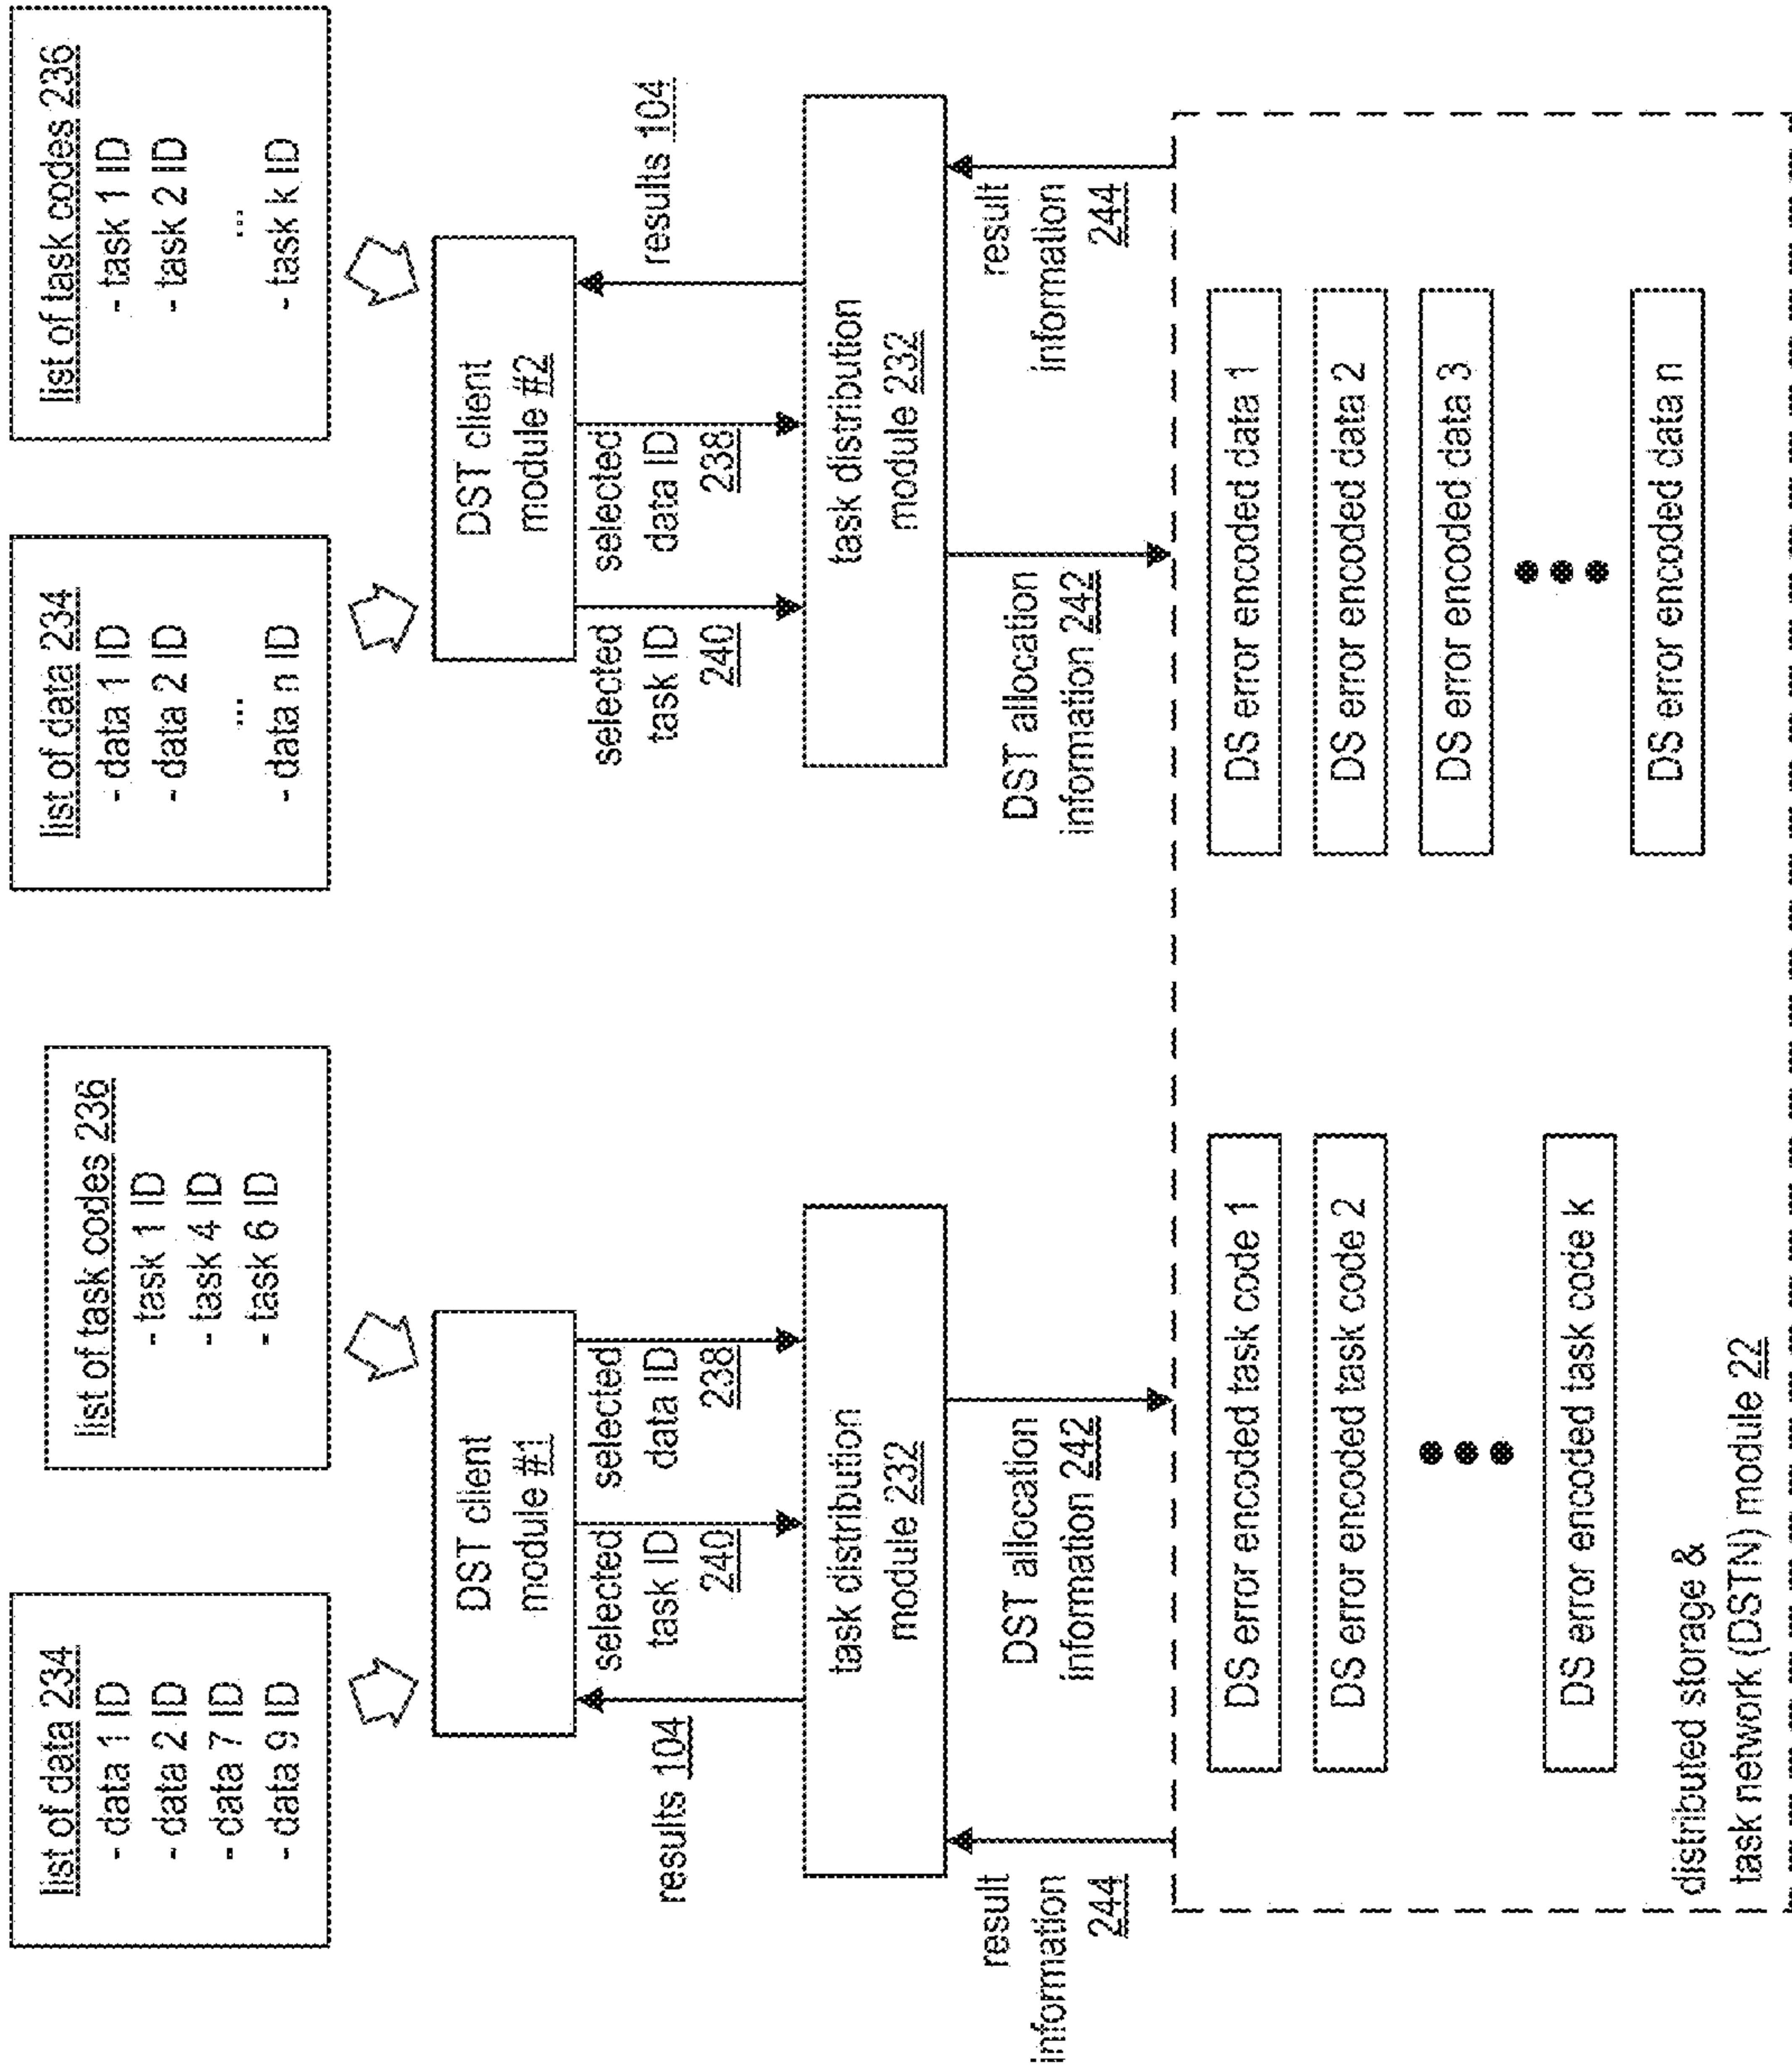 list of data 234
- data 1 ID
- data 2 ID
- data 7 ID
- data 9 ID
list of task codes 236
- task 1 ID
- task 4 ID
- task 6 ID
list of data 234
- data 1 ID
- data 2 ID
...
- data n ID
list of task codes 236
- task 1 ID
- task 2 ID
...
- task k ID
DST client
module #1
DST client
module #2
results 104
selected
task ID
240
selected
data ID
238
selected
task ID
240
selected
data ID
238
results 104
task distribution
module 232
task distribution
module 232
result
information
244
DST allocation
information 242
DST allocation
information 242
result
information
244
DS error encoded task code 1
DS error encoded task code 2
DS error encoded task code k
DS error encoded data 1
DS error encoded data 2
DS error encoded data 3
DS error encoded data n
distributed storage &
task network (DSTN) module 22